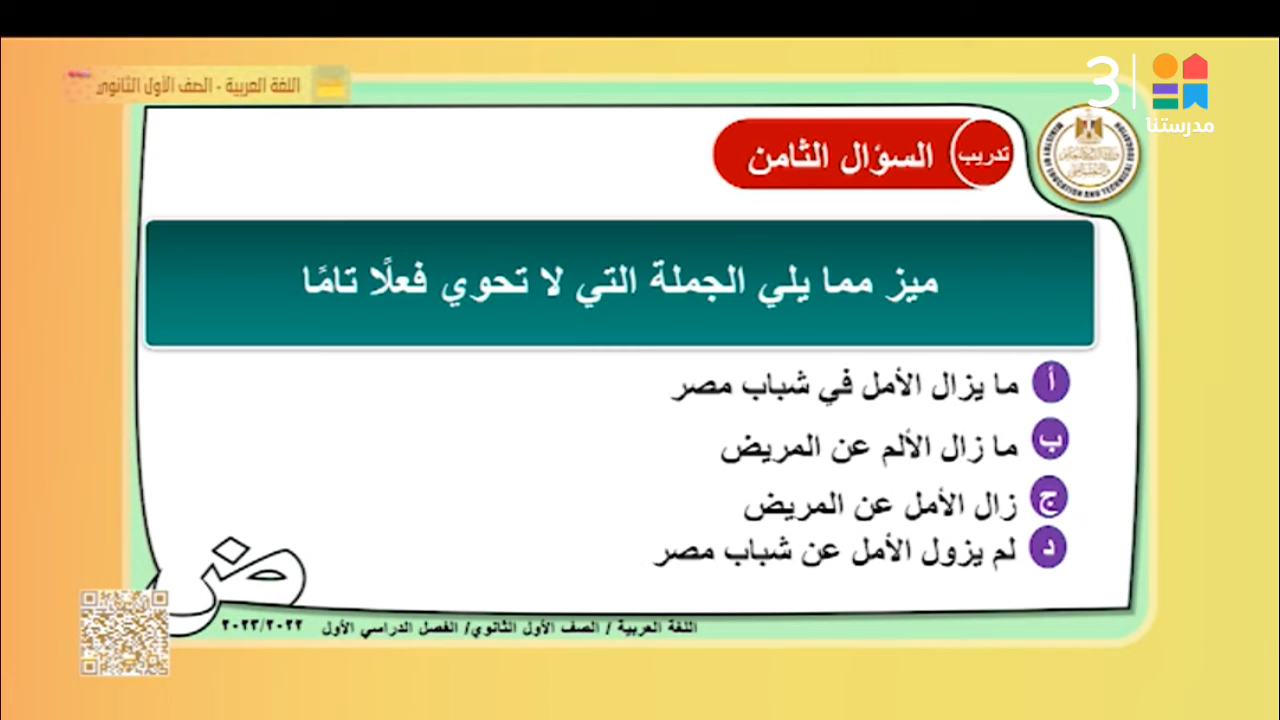 3
مدرستنا
اللغة العربية - الصف الأول الثانوي
تدريب
السؤال الثامن
ميز مما يلي الجملة التي لا تحوي فعلًا تامًا
أ ما يزال الأمل في شباب مصر
ب ما زال الألم عن المريض
ج زال الأمل عن المريض
د لم يزول الأمل عن شباب مصر
ض
اللغة العربية / الصف الأول الثانوي/ الفصل الدراسي الأول ٢٠٢٣/٢٠٢٢